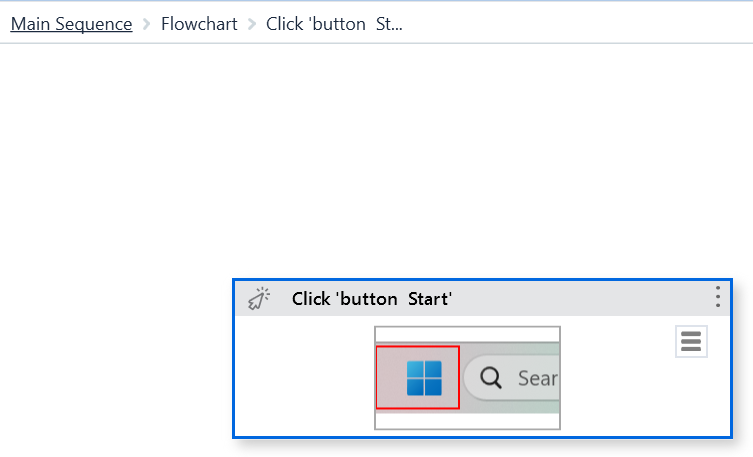 Main Sequence > Flowchart > Click 'button  St...
Click 'button  Start'
Sear